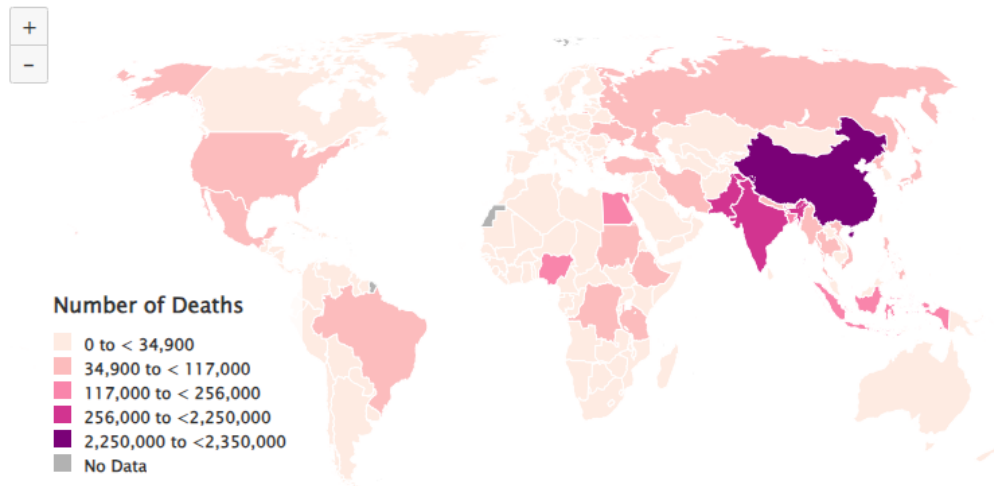 +
−
Number of Deaths
0 to < 34,900
34,900 to < 117,000
117,000 to < 256,000
256,000 to <2,250,000
2,250,000 to <2,350,000
No Data